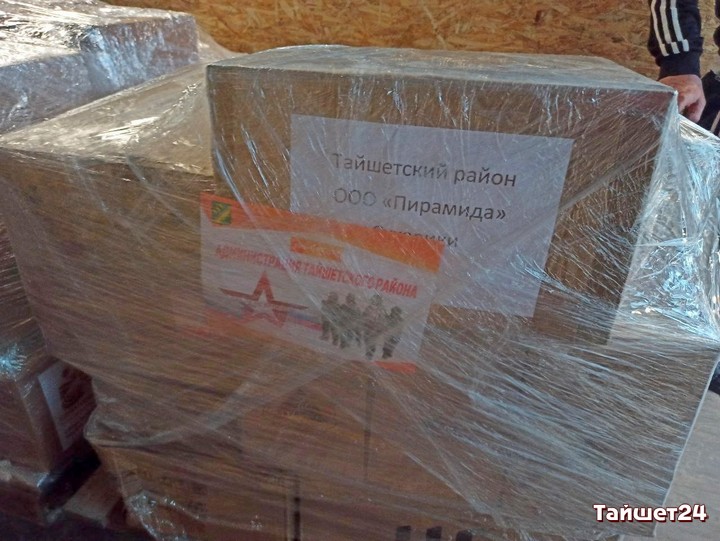 Тайшетский район
ООО «Пирамида»
АДМИНИСТРАЦИЯ ТАЙШЕТСКОГО РАЙОНА
Тайшет24